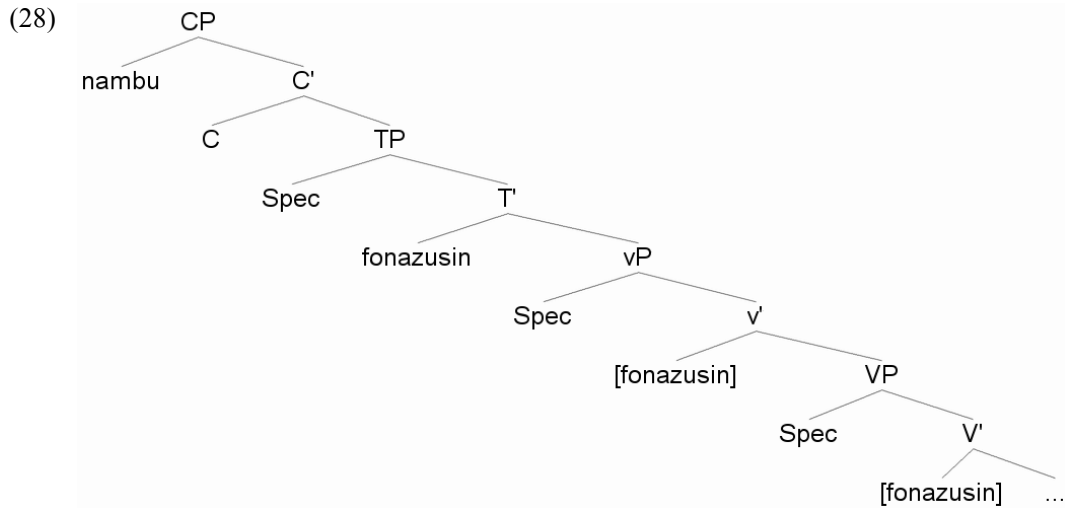 (28)
CP
nambu C'
C TP
Spec T'
fonazusin vP
Spec v'
[fonazusin] VP
Spec V'
[fonazusin] ...